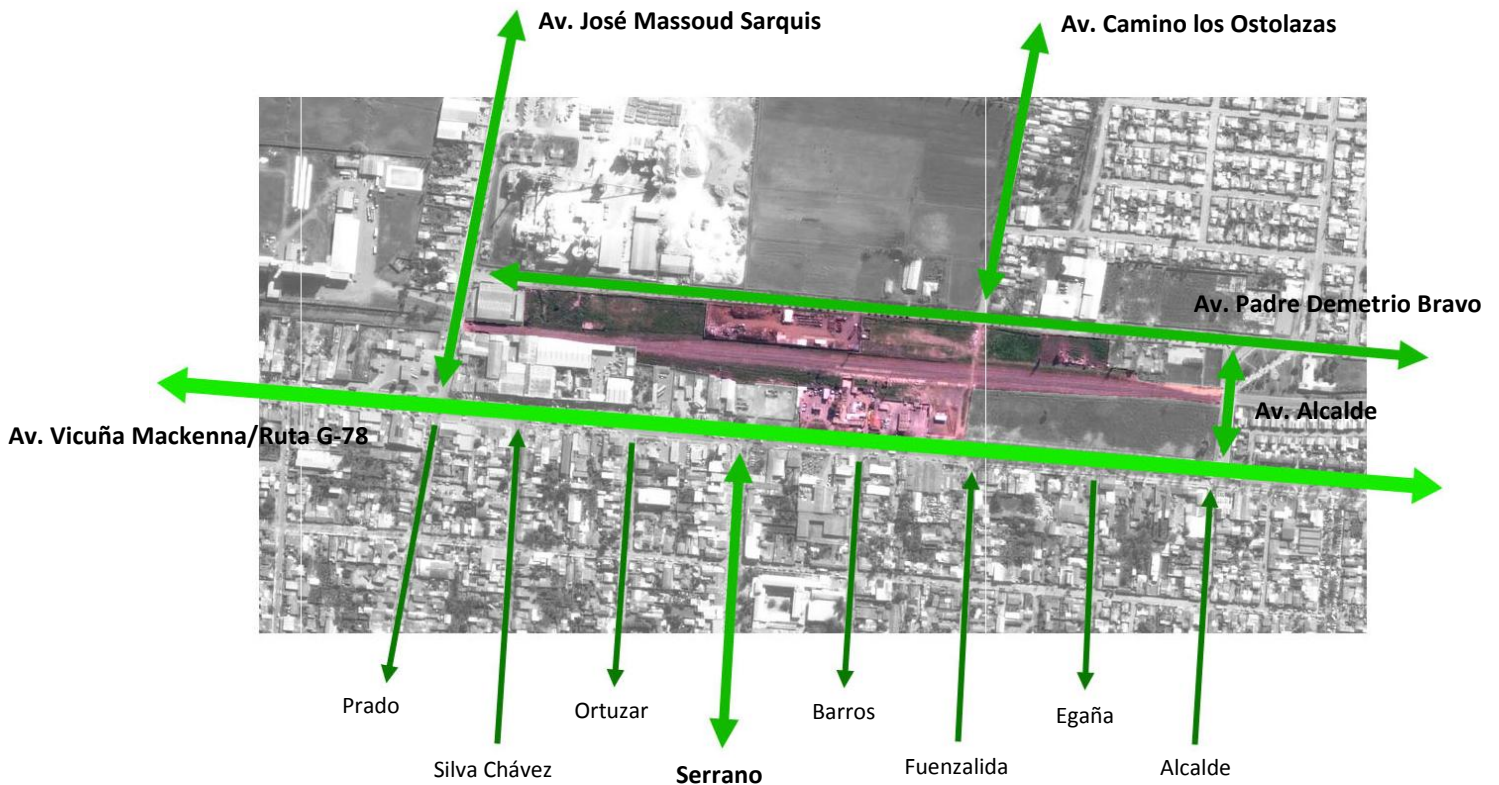 Av. José Massoud Sarquis
Av. Camino los Ostolazas
Av. Padre Demetrio Bravo
Av. Alcalde
Av. Vicuña Mackenna/Ruta G-78
Prado
Ortuzar
Barros
Egaña
Silva Chávez
Serrano
Fuenzalida
Alcalde